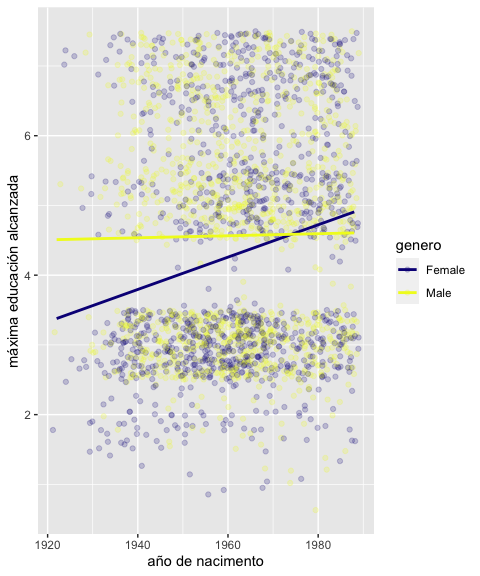 máxima educación alcanzada
6
4
2
1920
1940
1960
1980
año de nacimento
genero
Female
Male